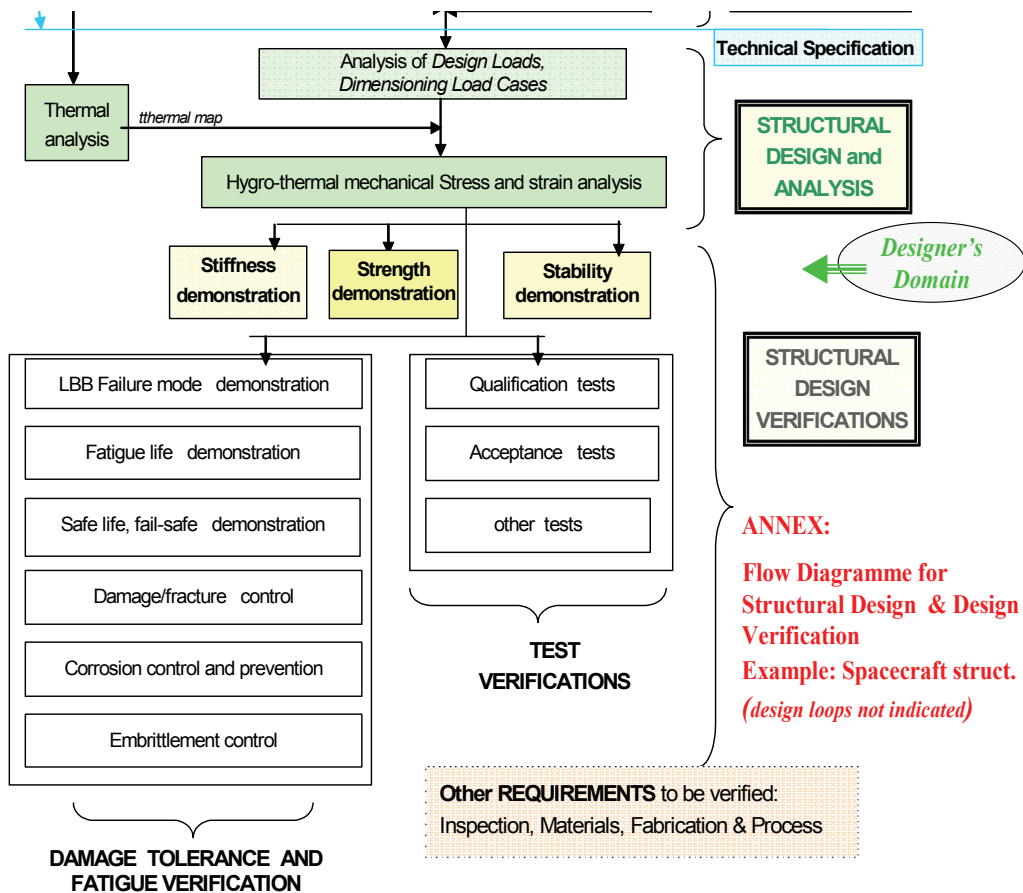 Technical Specification
Analysis of Design Loads,
Dimensioning Load Cases
Thermal
analysis
tthermal map
STRUCTURAL
DESIGN and
ANALYSIS
Hygro-thermal mechanical Stress and strain analysis
Designer's
Domain
Stiffness
demonstration
Strength
demonstration
Stability
demonstration
STRUCTURAL
DESIGN
VERIFICATIONS
LBB Failure mode demonstration
Fatigue life demonstration
Safe life, fail-safe demonstration
Damage/fracture control
Corrosion control and prevention
Embrittlement control
DAMAGE TOLERANCE AND
FATIGUE VERIFICATION
Qualification tests
Acceptance tests
other tests
TEST
VERIFICATIONS
ANNEX:
Flow Diagramme for
Structural Design & Design
Verification
Example: Spacecraft struct.
(design loops not indicated)
Other REQUIREMENTS to be verified:
Inspection, Materials, Fabrication & Process